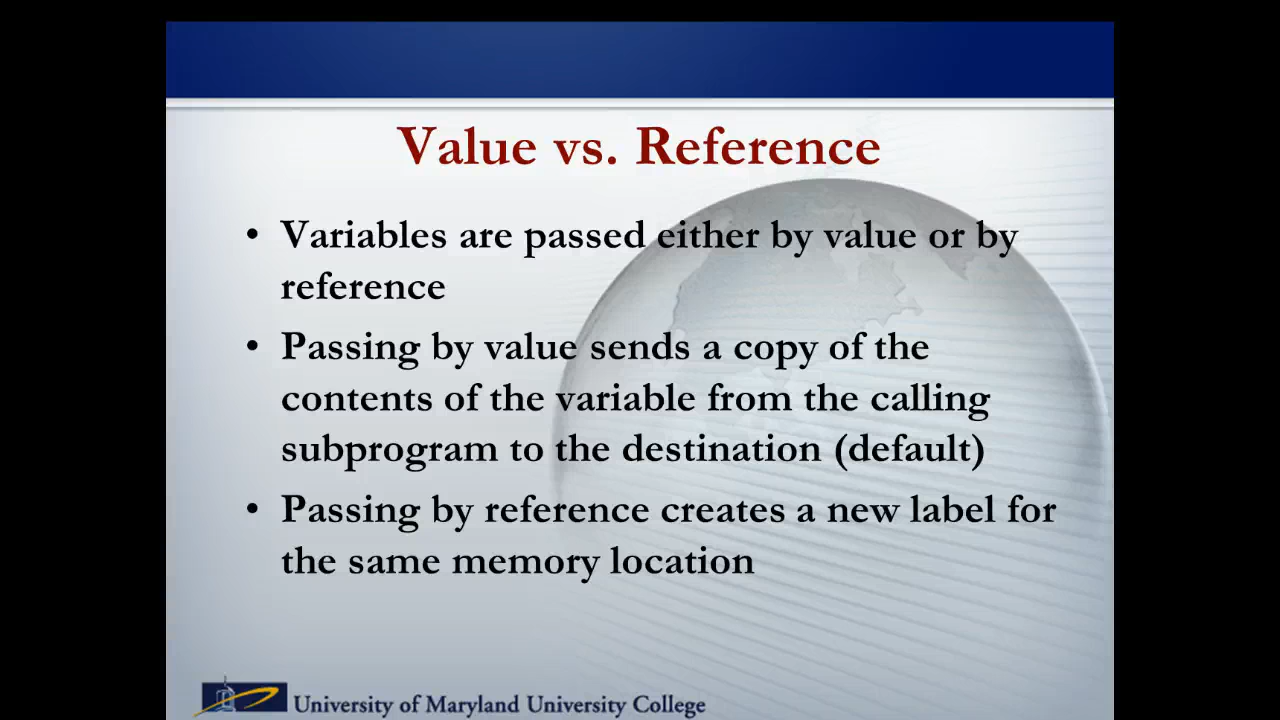 Value vs. Reference
• Variables are passed either by value or by
reference
• Passing by value sends a copy of the
contents of the variable from the calling
subprogram to the destination (default)
• Passing by reference creates a new label for
the same memory location
University of Maryland University College